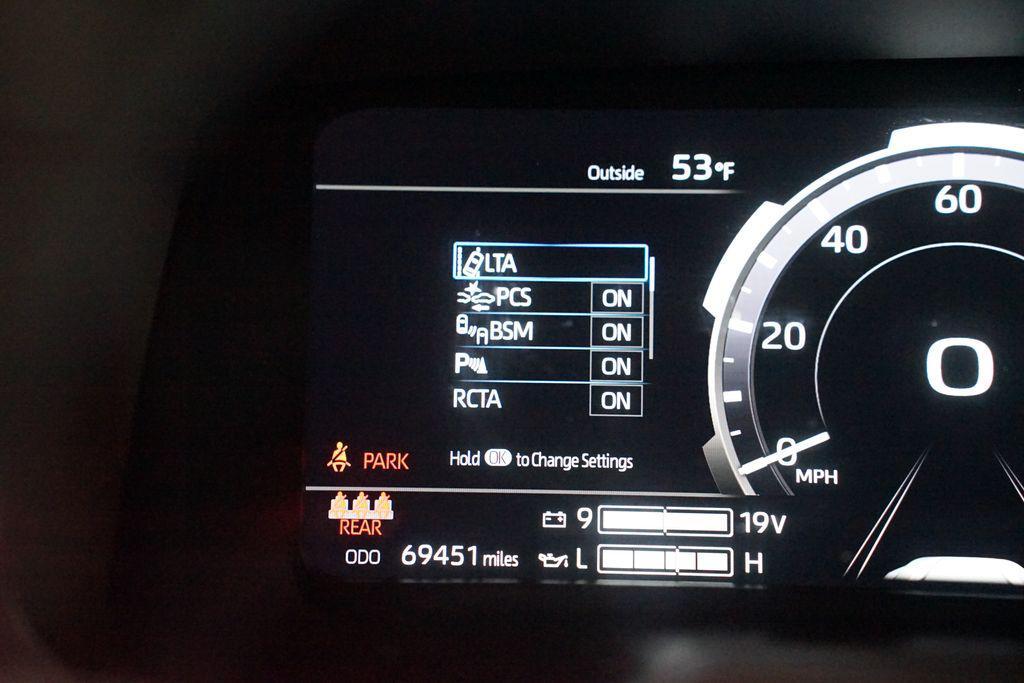 Outside 53°F
LTA
PCS ON
BSM ON
P ON
RCTA ON
Hold OK to Change Settings
PARK
REAR
ODO 69451 miles
9 19V
L H
60
40
20
0
MPH
0